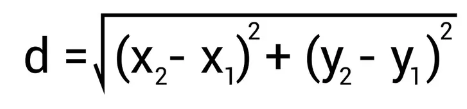 d = √(x₂ - x₁)² + (y₂ - y₁)²